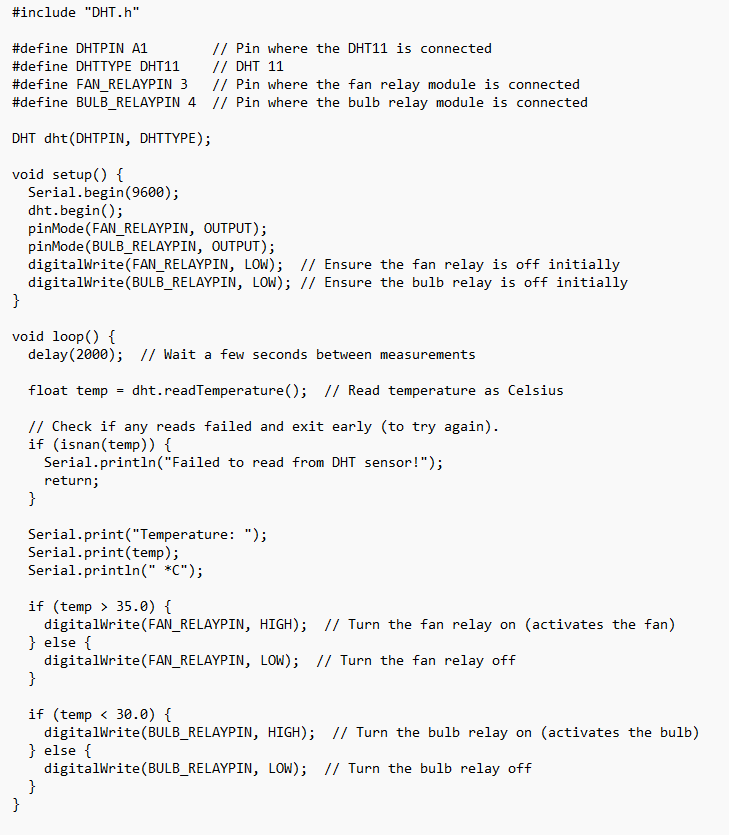 #include "DHT.h"

#define DHTPIN A1        // Pin where the DHT11 is connected
#define DHTTYPE DHT11    // DHT 11
#define FAN_RELAYPIN 3   // Pin where the fan relay module is connected
#define BULB_RELAYPIN 4  // Pin where the bulb relay module is connected

DHT dht(DHTPIN, DHTTYPE);

void setup() {
  Serial.begin(9600);
  dht.begin();
  pinMode(FAN_RELAYPIN, OUTPUT);
  pinMode(BULB_RELAYPIN, OUTPUT);
  digitalWrite(FAN_RELAYPIN, LOW);  // Ensure the fan relay is off initially
  digitalWrite(BULB_RELAYPIN, LOW); // Ensure the bulb relay is off initially
}

void loop() {
  delay(2000);  // Wait a few seconds between measurements

  float temp = dht.readTemperature();  // Read temperature as Celsius

  // Check if any reads failed and exit early (to try again).
  if (isnan(temp)) {
    Serial.println("Failed to read from DHT sensor!");
    return;
  }

  Serial.print("Temperature: ");
  Serial.print(temp);
  Serial.println(" *C");

  if (temp > 35.0) {
    digitalWrite(FAN_RELAYPIN, HIGH);  // Turn the fan relay on (activates the fan)
  } else {
    digitalWrite(FAN_RELAYPIN, LOW);  // Turn the fan relay off
  }

  if (temp < 30.0) {
    digitalWrite(BULB_RELAYPIN, HIGH);  // Turn the bulb relay on (activates the bulb)
  } else {
    digitalWrite(BULB_RELAYPIN, LOW);  // Turn the bulb relay off
  }
}